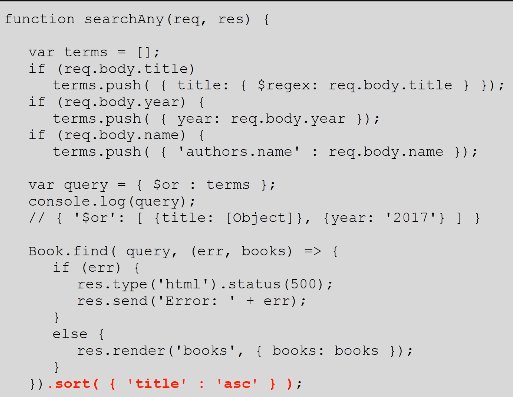 function searchAny(req, res) {
var terms = [];
if (req.body.title)
terms.push( { title: { $regex: req.body.title } });
if (req.body.year) {
terms.push( { year: req.body.year });
if (req.body.name) {
terms.push( { 'authors.name' : req.body.name });
var query = { $or : terms };
console.log(query);
// { '$or': [ {title: [Object]}, {year: '2017'} ] }
Book.find( query, (err, books) => {
if (err) {
res.type('html').status(500);
res.send('Error: ' + err);
}
else {
res.render('books', { books: books });
}
}).sort( { 'title' : 'asc' } );